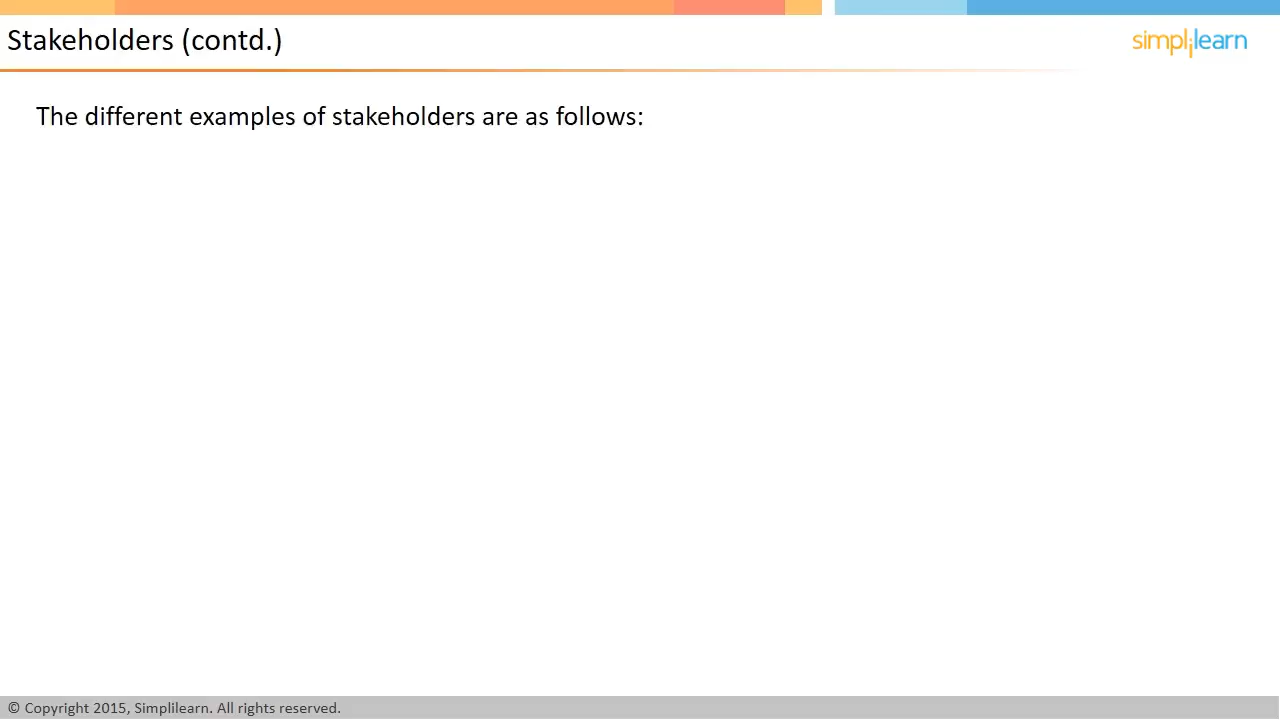 Stakeholders (contd.)
simplilearn
The different examples of stakeholders are as follows:
© Copyright 2015, Simplilearn. All rights reserved.